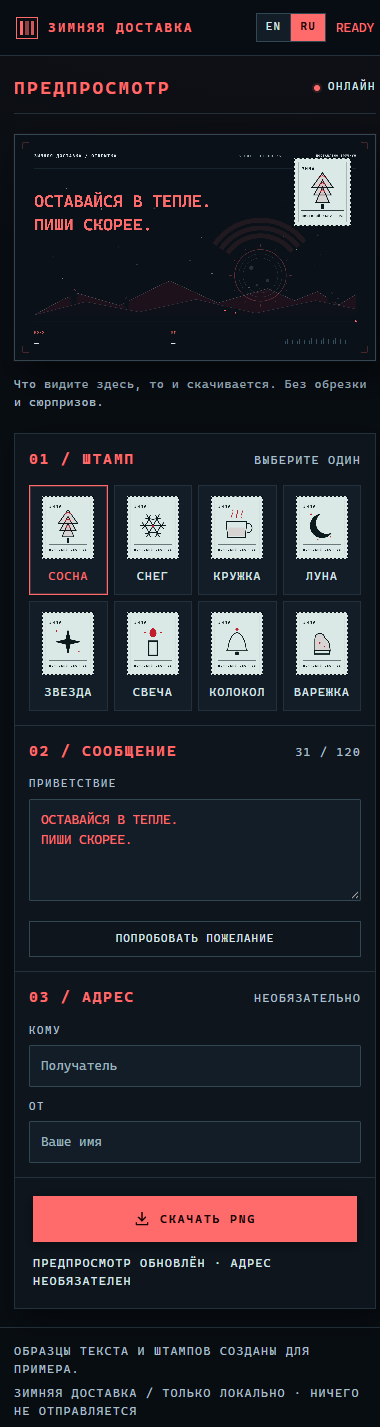 ЗИМНЯЯ ДОСТАВКА
EN RU READY
ПРЕДПРОСМОТР
ОНЛАЙН
ЗИМНЯЯ ДОСТАВКА / ОТКРЫТКА
ОСТАВАЙСЯ В ТЕПЛЕ.
ПИШИ СКОРЕЕ.
Что видите здесь, то и скачивается. Без обрезки
и сюрпризов.
01 / ШТАМП
ВЫБЕРИТЕ ОДИН
СОСНА СНЕГ КРУЖКА ЛУНА
ЗВЕЗДА СВЕЧА КОЛОКОЛ ВАРЕЖКА
02 / СООБЩЕНИЕ
31 / 120
ПРИВЕТСТВИЕ
ОСТАВАЙСЯ В ТЕПЛЕ.
ПИШИ СКОРЕЕ.
ПОПРОБОВАТЬ ПОЖЕЛАНИЕ
03 / АДРЕС
НЕОБЯЗАТЕЛЬНО
КОМУ
Получатель
ОТ
Ваше имя
СКАЧАТЬ PNG
ПРЕДПРОСМОТР ОБНОВЛЁН · АДРЕС
НЕОБЯЗАТЕЛЕН
ОБРАЗЦЫ ТЕКСТА И ШТАМПОВ СОЗДАНЫ ДЛЯ
ПРИМЕРА.
ЗИМНЯЯ ДОСТАВКА / ТОЛЬКО ЛОКАЛЬНО · НИЧЕГО
НЕ ОТПРАВЛЯЕТСЯ